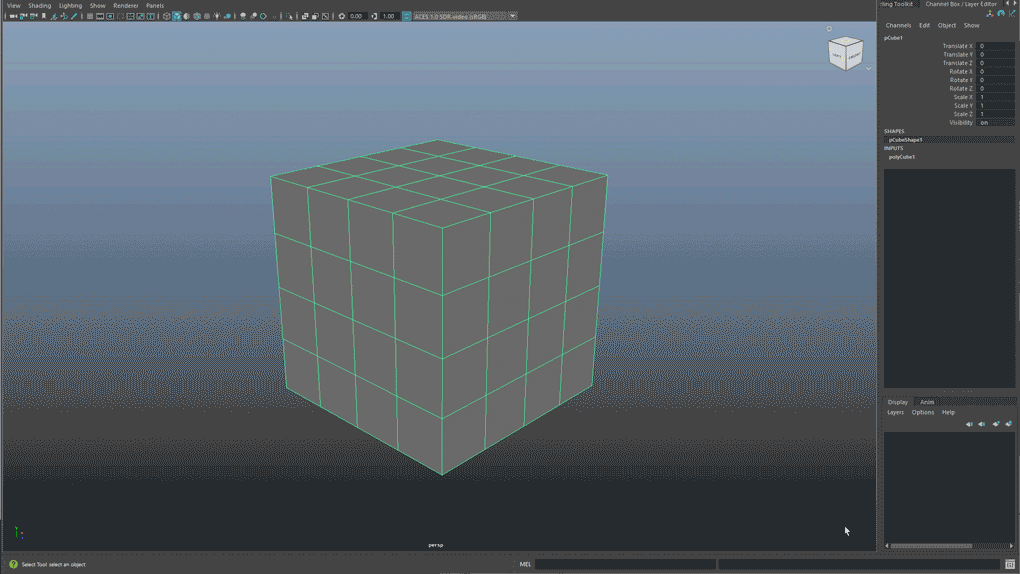 View Shading Lighting Show Renderer Panels
Channel Box / Layer Editor
0.00 1.00 ACES 1.0 SDR-video (sRGB)
Channels Edit Object Show
pCube1
Translate X 0
Translate Y 0
Translate Z 0
Rotate X 0
Rotate Y 0
Rotate Z 0
Scale X 1
Scale Y 1
Scale Z 1
Visibility on
SHAPES
pCubeShape1
INPUTS
polyCube1
Display Anim
Layers Options Help
persp
Select Tool: select an object
MEL